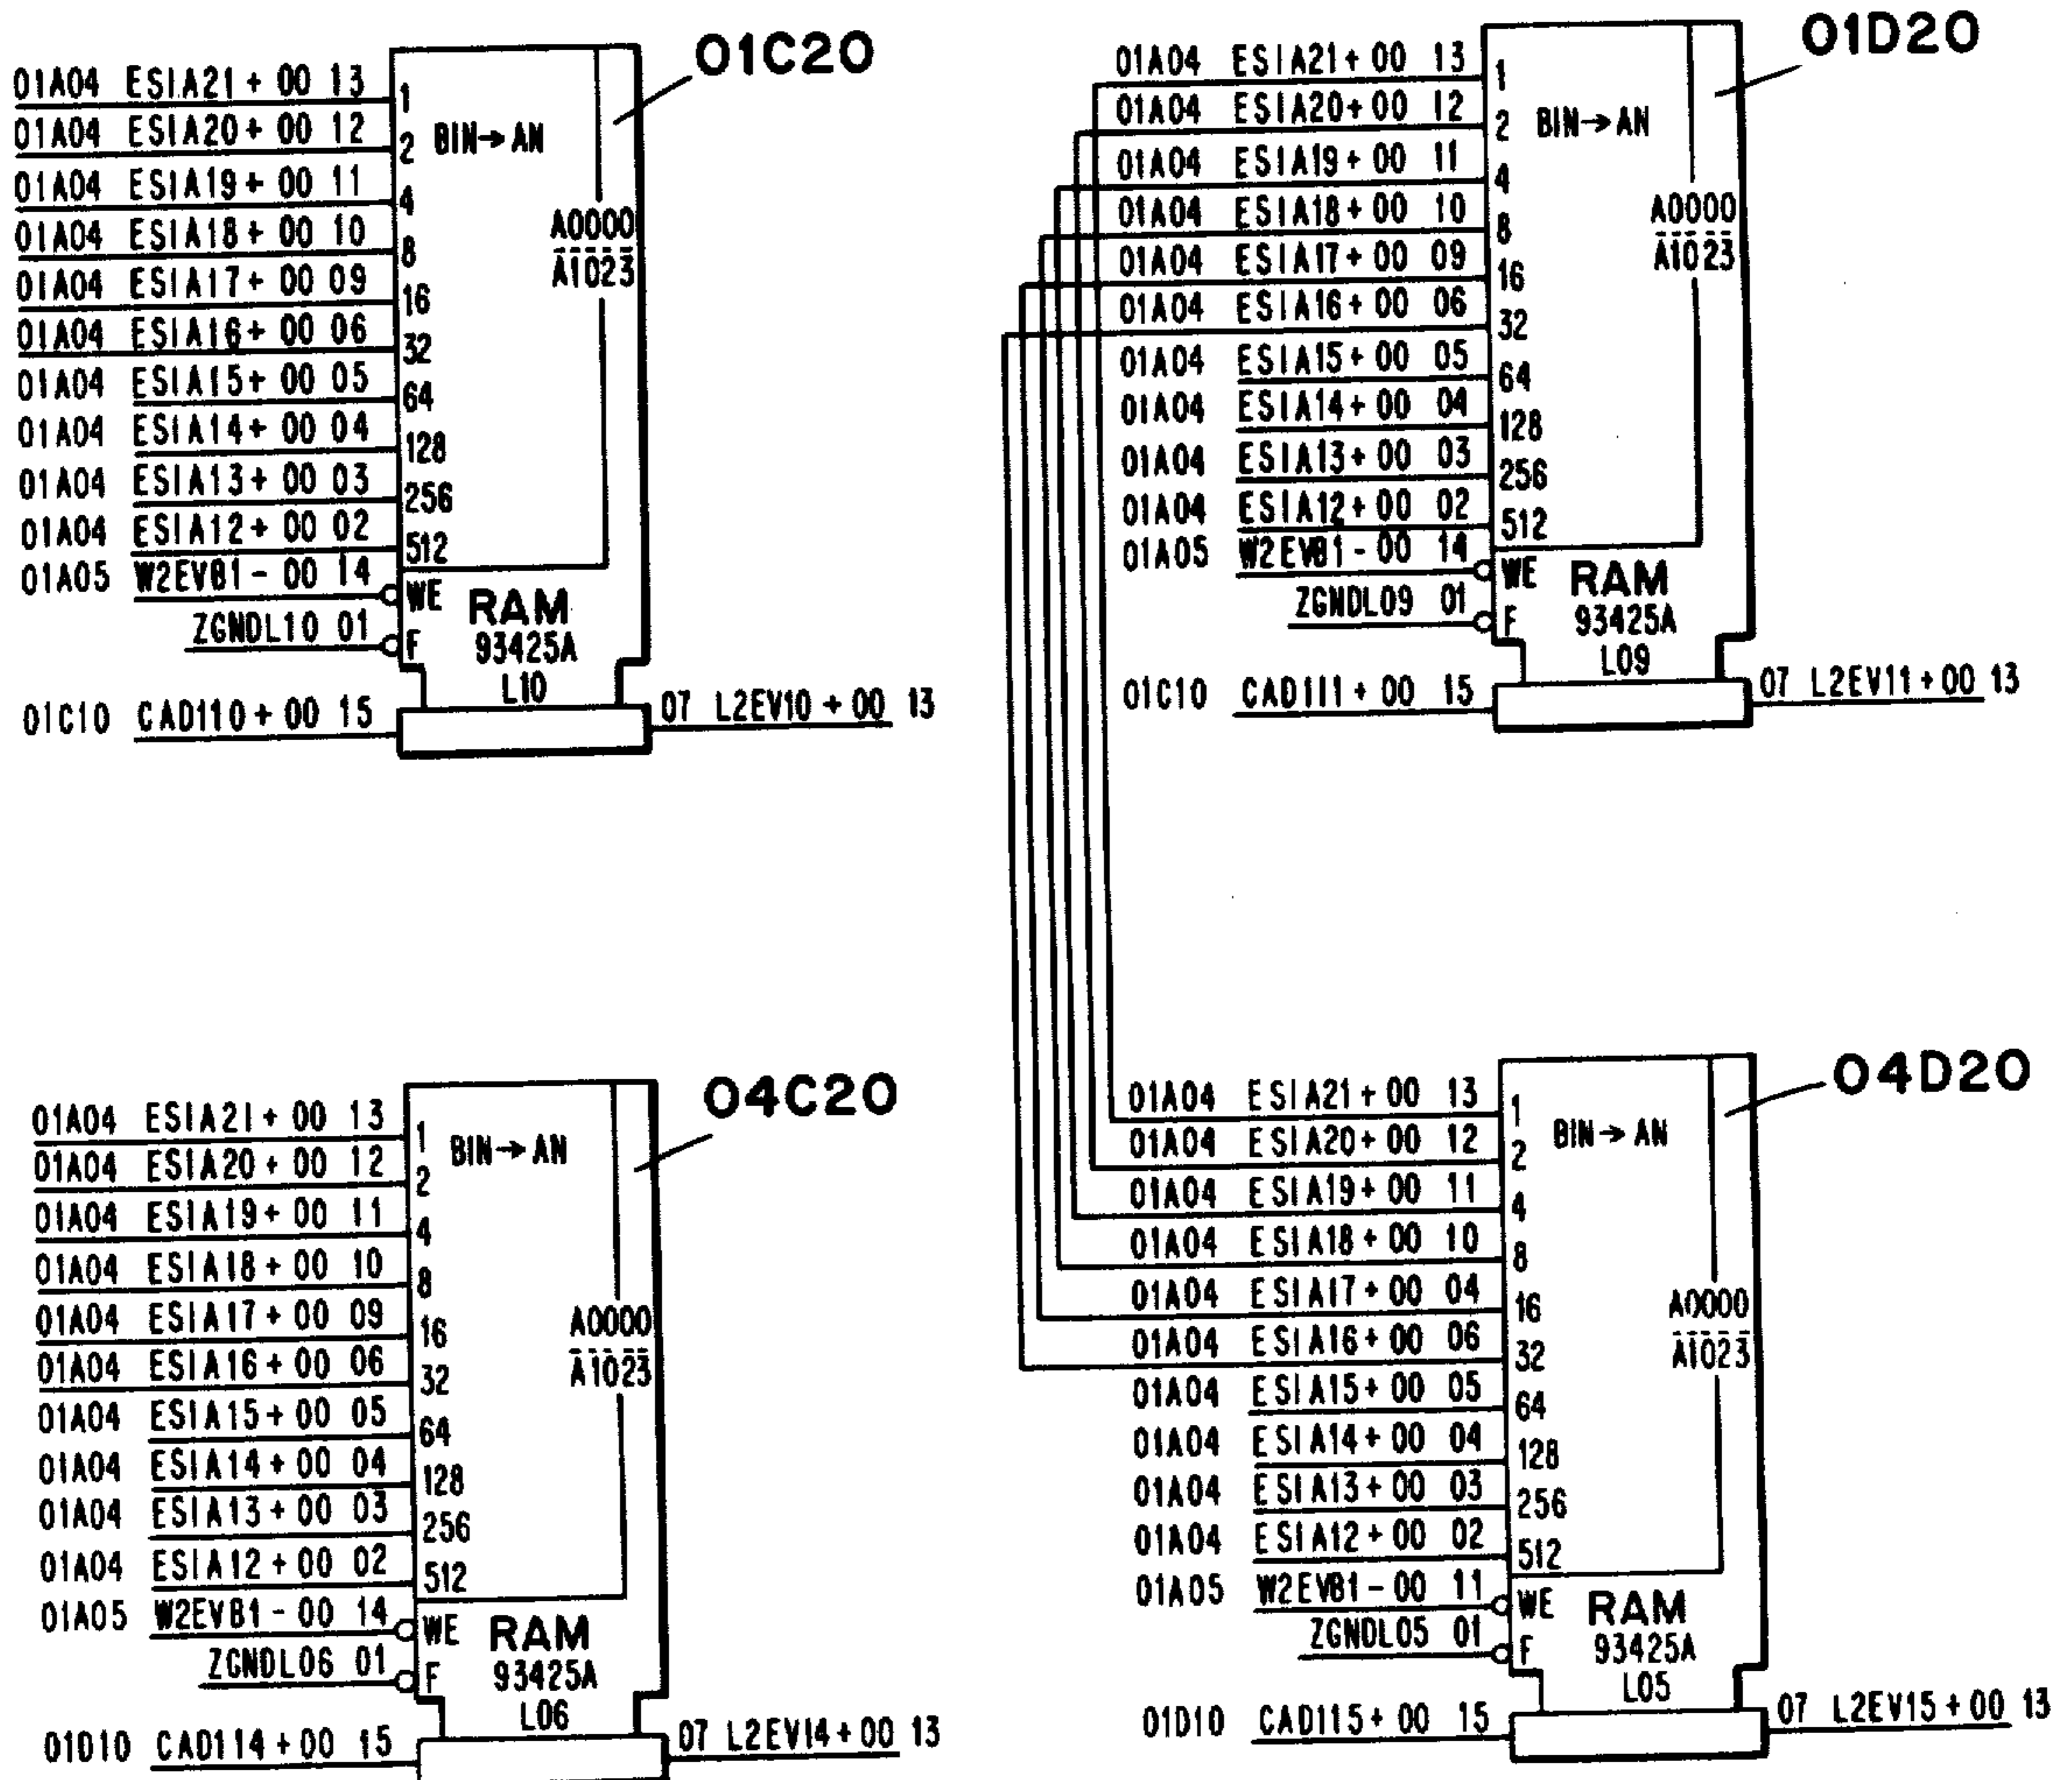 01C20
01A04 ESIA21+00 13 1
01A04 ESIA20+00 12 2
BIN→AN
01A04 ESIA19+00 11 4
01A04 ESIA18+00 10 8
A0000
A1023
01A04 ESIA17+00 09 16
01A04 ESIA16+00 06 32
01A04 ESIA15+00 05 64
01A04 ESIA14+00 04 128
01A04 ESIA13+00 03 256
01A04 ESIA12+00 02 512
01A05 W2EVB1-00 14 WE
ZGNDL10 01 F
RAM
93425A
L10
01C10 CAD110+00 15
07 L2EV10+00 13
01D20
01A04 ESIA21+00 13 1
01A04 ESIA20+00 12 2
BIN→AN
01A04 ESIA19+00 11 4
01A04 ESIA18+00 10 8
A0000
A1023
01A04 ESIA17+00 09 16
01A04 ESIA16+00 06 32
01A04 ESIA15+00 05 64
01A04 ESIA14+00 04 128
01A04 ESIA13+00 03 256
01A04 ESIA12+00 02 512
01A05 W2EVB1-00 14 WE
ZGNDL09 01 F
RAM
93425A
L09
01C10 CAD111+00 15
07 L2EV11+00 13
04C20
01A04 ESIA21+00 13 1
BIN→AN
01A04 ESIA20+00 12 2
01A04 ESIA19+00 11 4
01A04 ESIA18+00 10 8
01A04 ESIA17+00 09 16
A0000
A1023
01A04 ESIA16+00 06 32
01A04 ESIA15+00 05 64
01A04 ESIA14+00 04 128
01A04 ESIA13+00 03 256
01A04 ESIA12+00 02 512
01A05 W2EVB1-00 14 WE
ZGNDL06 01 F
RAM
93425A
L06
01D10 CAD114+00 15
07 L2EV14+00 13
04D20
01A04 ESIA21+00 13 1
BIN→AN
01A04 ESIA20+00 12 2
01A04 ESIA19+00 11 4
01A04 ESIA18+00 10 8
01A04 ESIA17+00 04 16
A0000
A1023
01A04 ESIA16+00 06 32
01A04 ESIA15+00 05 64
01A04 ESIA14+00 04 128
01A04 ESIA13+00 03 256
01A04 ESIA12+00 02 512
01A05 W2EVB1-00 11 WE
ZGNDL05 01 F
RAM
93425A
L05
01D10 CAD115+00 15
07 L2EV15+00 13